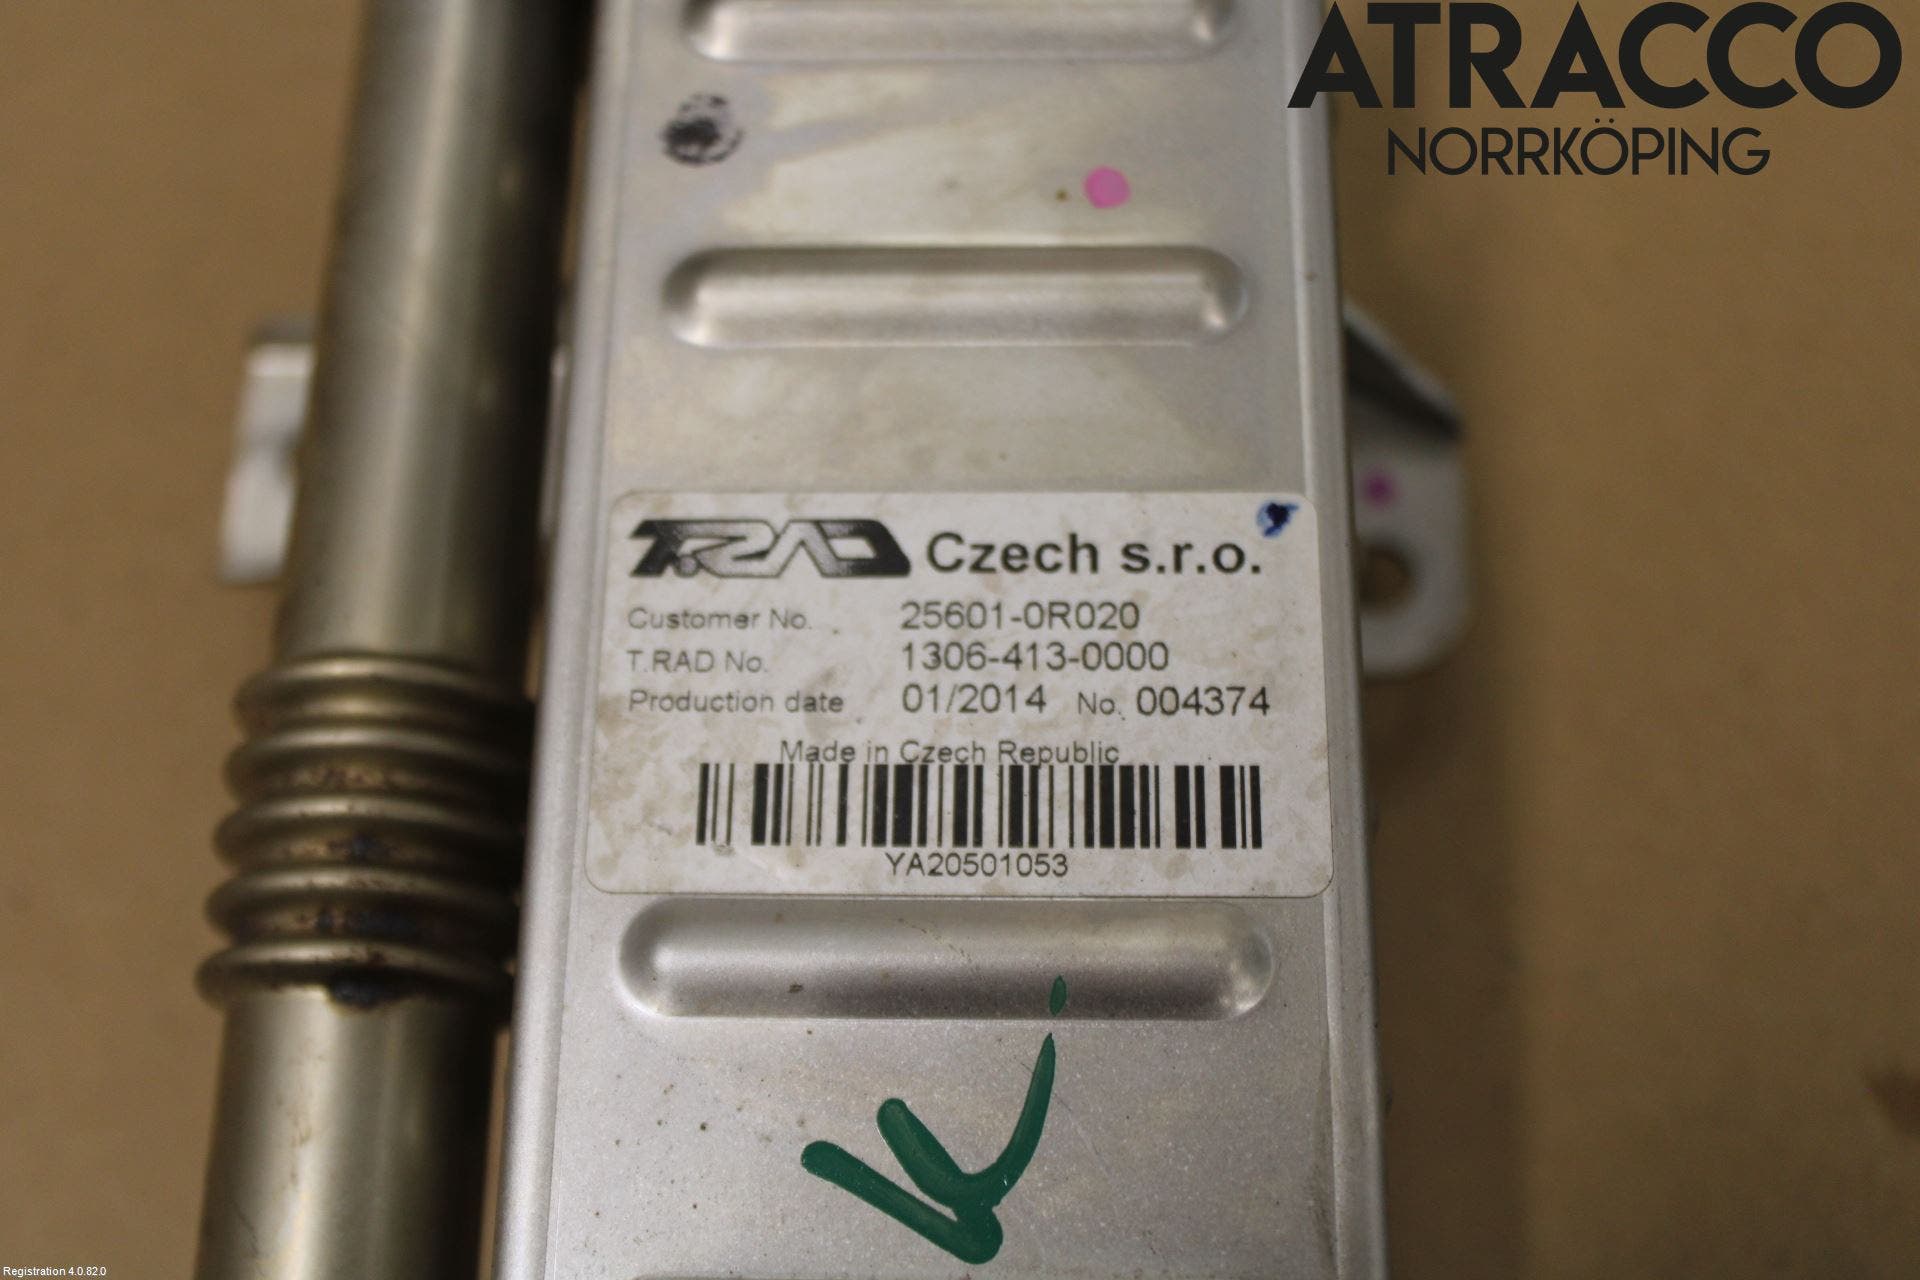 ATRACCO
NORRKÖPING
T.RAD Czech s.r.o.
Customer No. 25601-0R020
T.RAD No. 1306-413-0000
Production date 01/2014 No. 004374
Made in Czech Republic
YA20501053
K
Registration 4.0.82.0